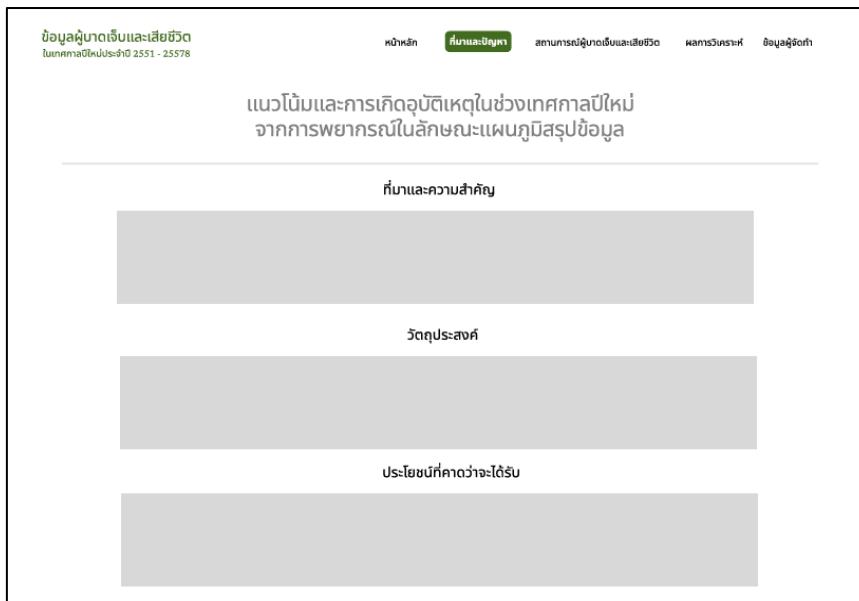 ข้อมูลผู้บาดเจ็บและเสียชีวิต
ในเทศกาลปีใหม่ประจำปี 2551 - 25578
หน้าหลัก
ที่มาและปัญหา
สถานการณ์ผู้บาดเจ็บและเสียชีวิต
ผลการวิเคราะห์
ข้อมูลผู้จัดทำ
แนวโน้มและการเกิดอุบัติเหตุในช่วงเทศกาลปีใหม่
จากการพยากรณ์ในลักษณะแผนภูมิสรุปข้อมูล
ที่มาและความสำคัญ
วัตถุประสงค์
ประโยชน์ที่คาดว่าจะได้รับ